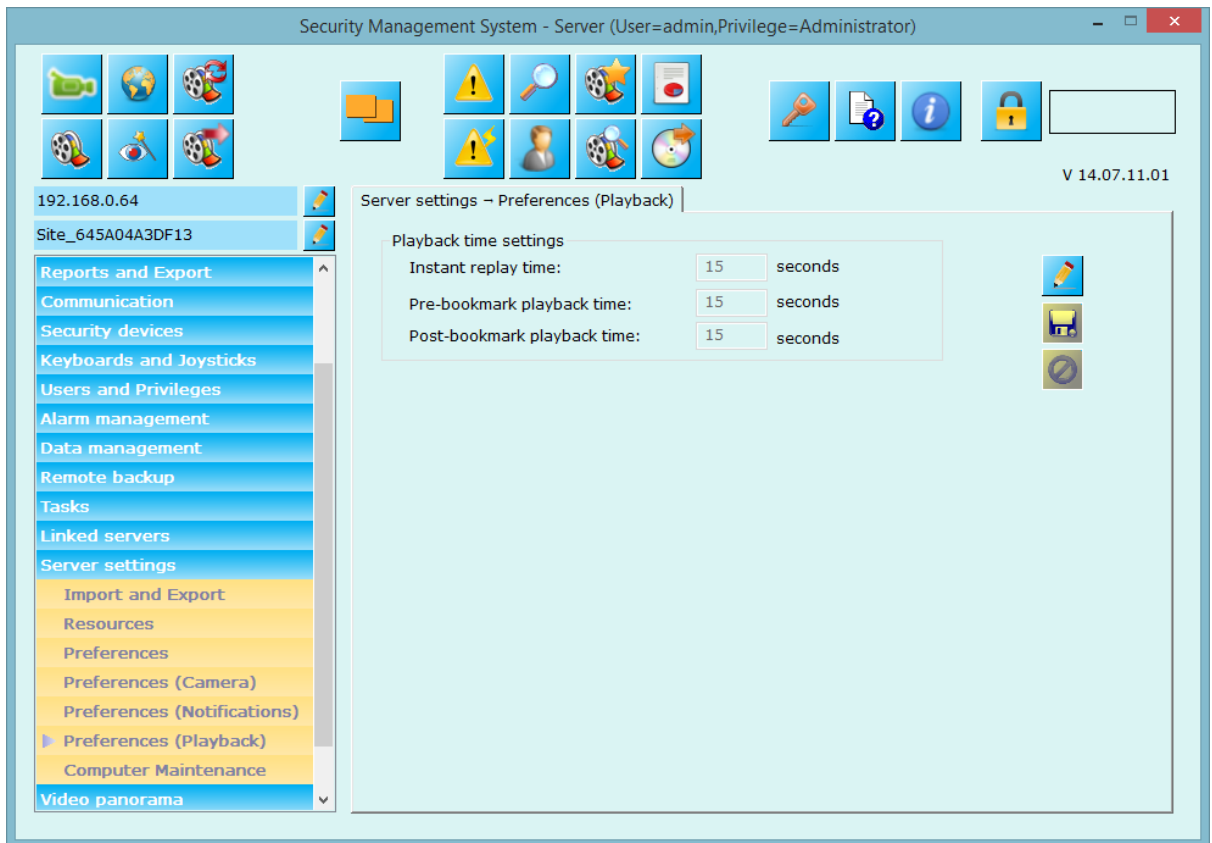 Security Management System - Server (User=admin,Privilege=Administrator)
V 14.07.11.01
192.168.0.64
Site_645A04A3DF13
Reports and Export
Communication
Security devices
Keyboards and Joysticks
Users and Privileges
Alarm management
Data management
Remote backup
Tasks
Linked servers
Server settings
Import and Export
Resources
Preferences
Preferences (Camera)
Preferences (Notifications)
Preferences (Playback)
Computer Maintenance
Video panorama
Server settings – Preferences (Playback)
Playback time settings
Instant replay time: 15 seconds
Pre-bookmark playback time: 15 seconds
Post-bookmark playback time: 15 seconds